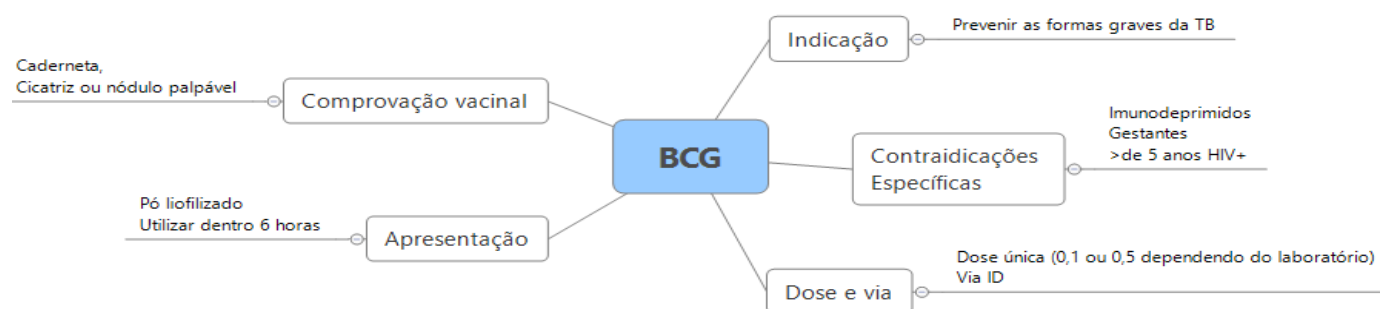 BCG
Indicação
Prevenir as formas graves da TB
Contraidicações
Específicas
Imunodeprimidos
Gestantes
>de 5 anos HIV+
Dose e via
Dose única (0,1 ou 0,5 dependendo do laboratório)
Via ID
Comprovação vacinal
Caderneta,
Cicatriz ou nódulo palpável
Apresentação
Pó liofilizado
Utilizar dentro 6 horas